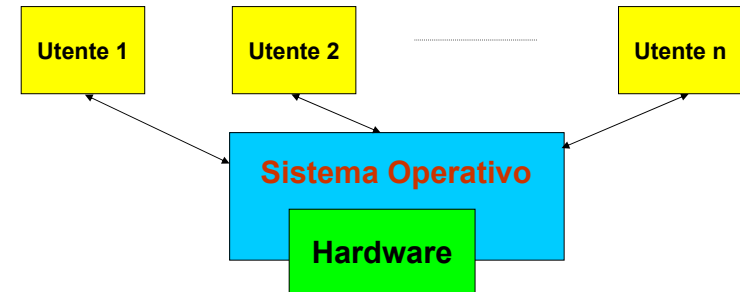 Utente 1
Utente 2
Utente n
Sistema Operativo
Hardware